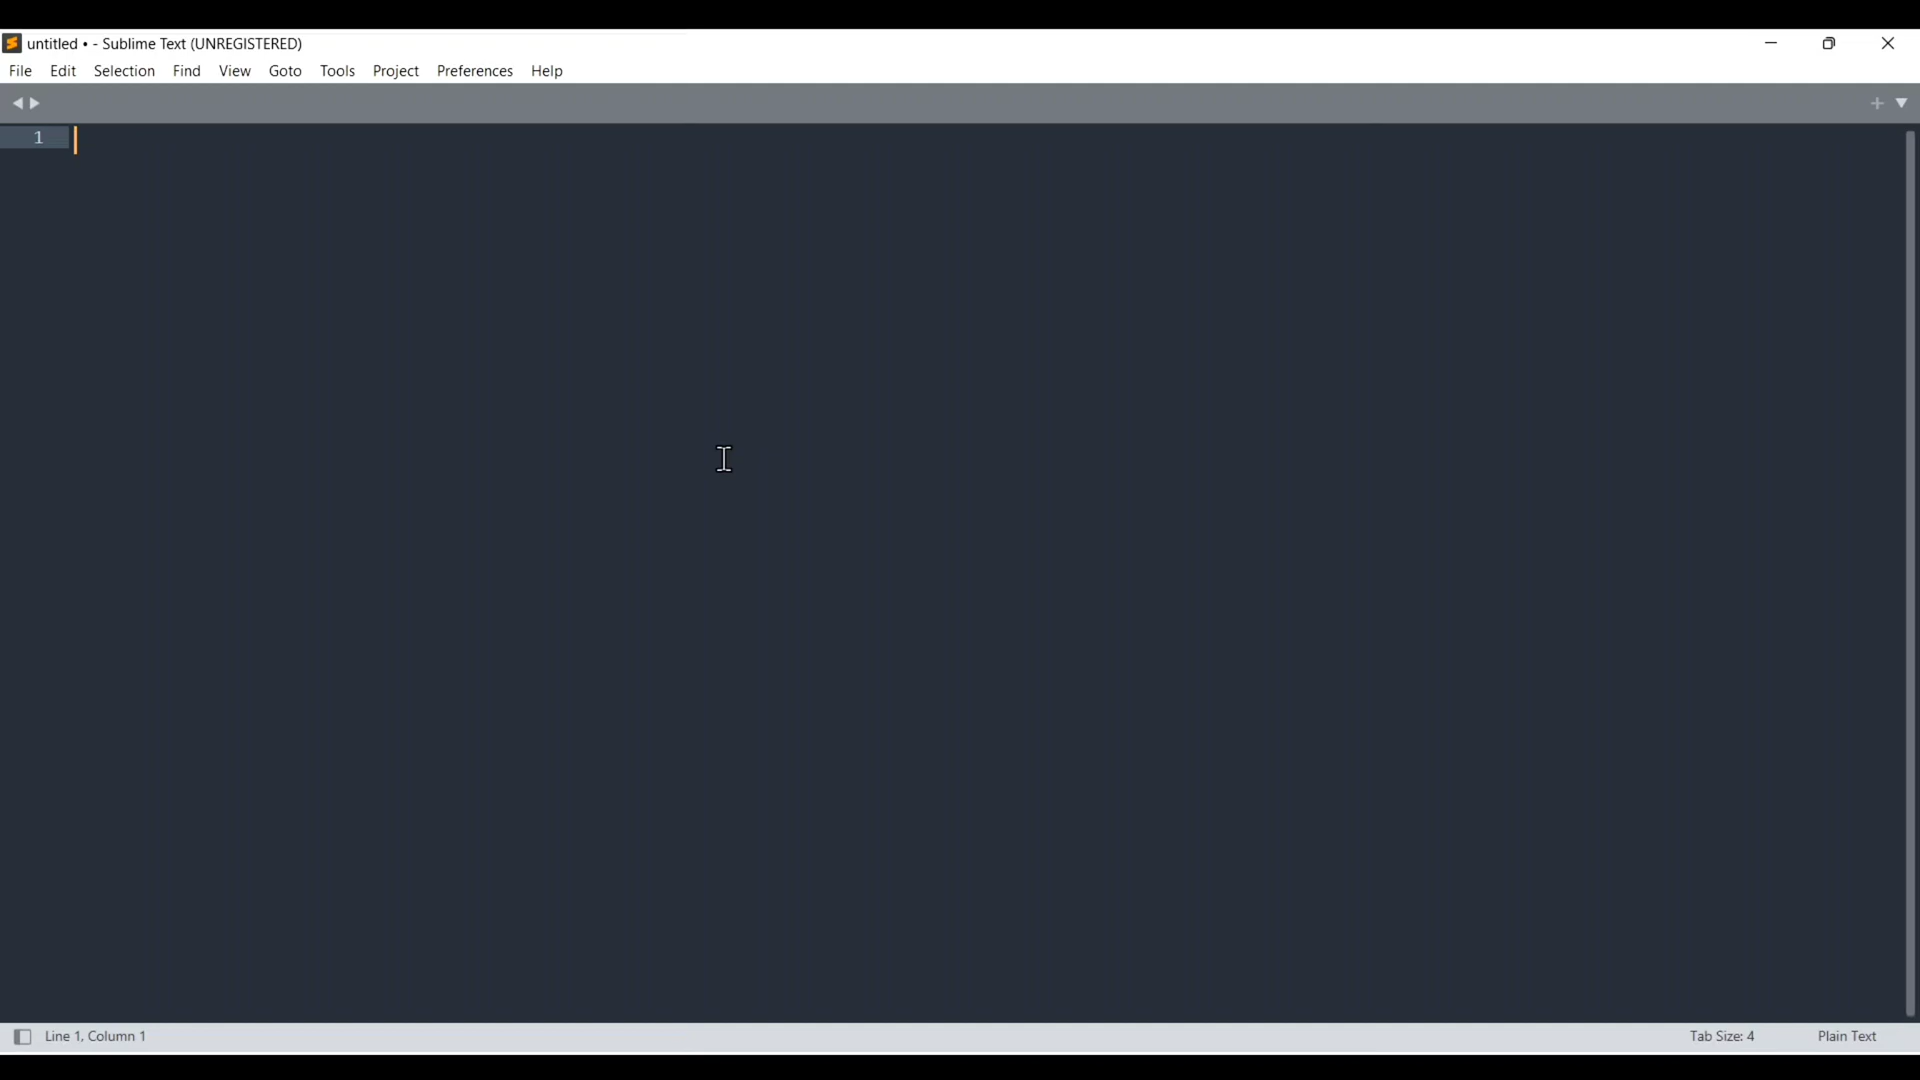 untitled • - Sublime Text (UNREGISTERED)
File Edit Selection Find View Goto Tools Project Preferences Help
1
Line 1, Column 1 Tab Size: 4 Plain Text